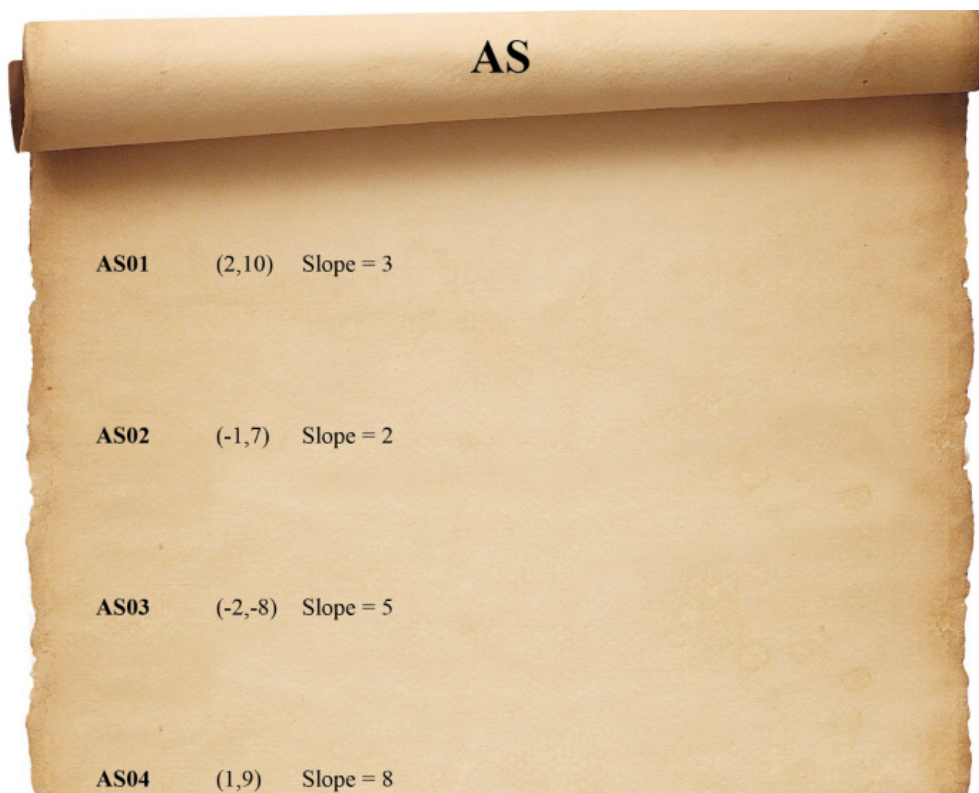 AS
AS01 (2,10) Slope = 3
AS02 (-1,7) Slope = 2
AS03 (-2,-8) Slope = 5
AS04 (1,9) Slope = 8